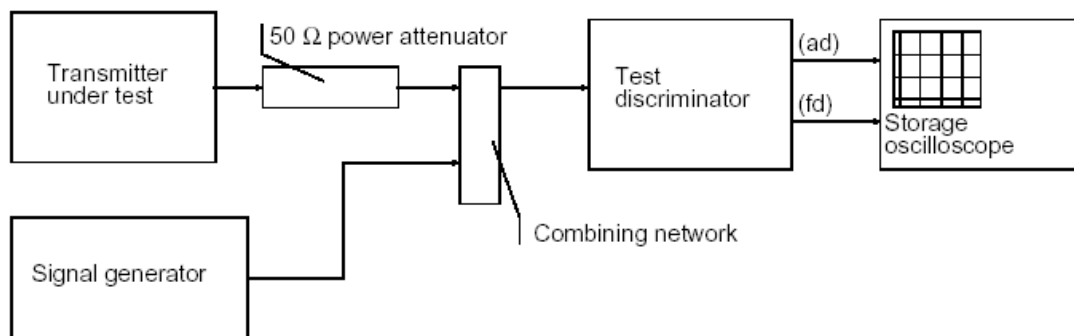 50 Ω power attenuator
Transmitter
under test
Test
discriminator
(ad)
(fd)
Storage
oscilloscope
Combining network
Signal generator